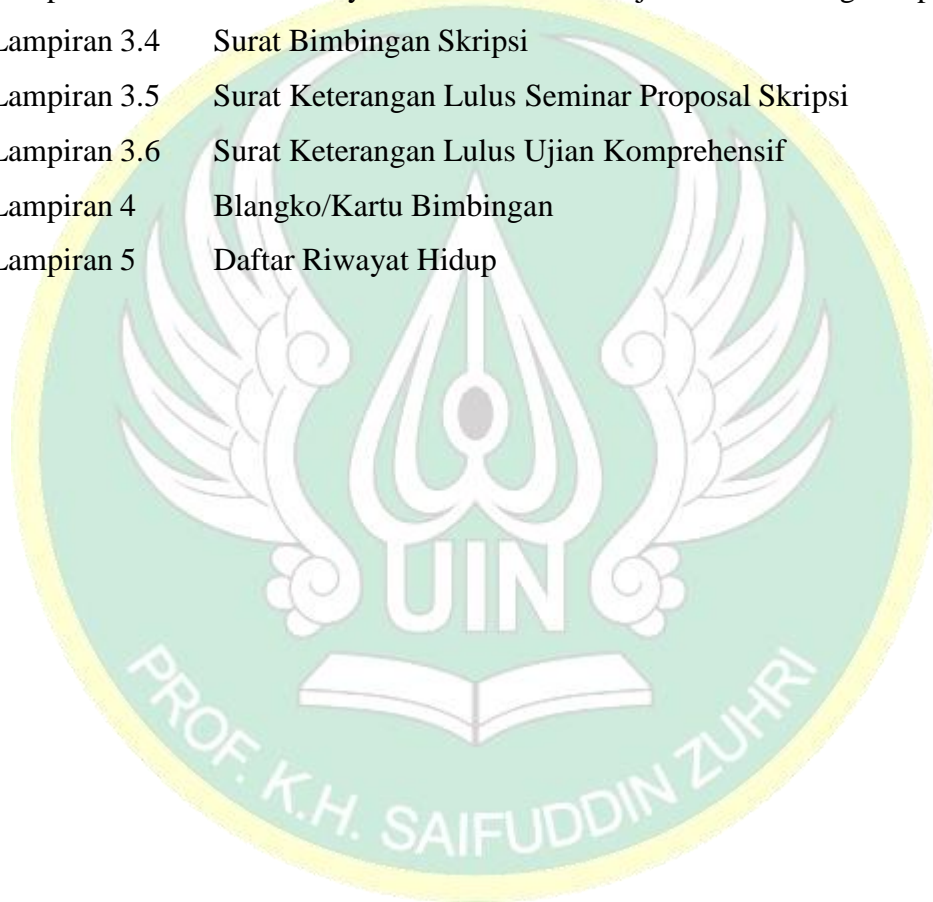 Lampiran 3.4 Surat Bimbingan Skripsi
Lampiran 3.5 Surat Keterangan Lulus Seminar Proposal Skripsi
Lampiran 3.6 Surat Keterangan Lulus Ujian Komprehensif
Lampiran 4 Blangko/Kartu Bimbingan
Lampiran 5 Daftar Riwayat Hidup
UIN
PROF. K.H. SAIFUDDIN ZUHRI